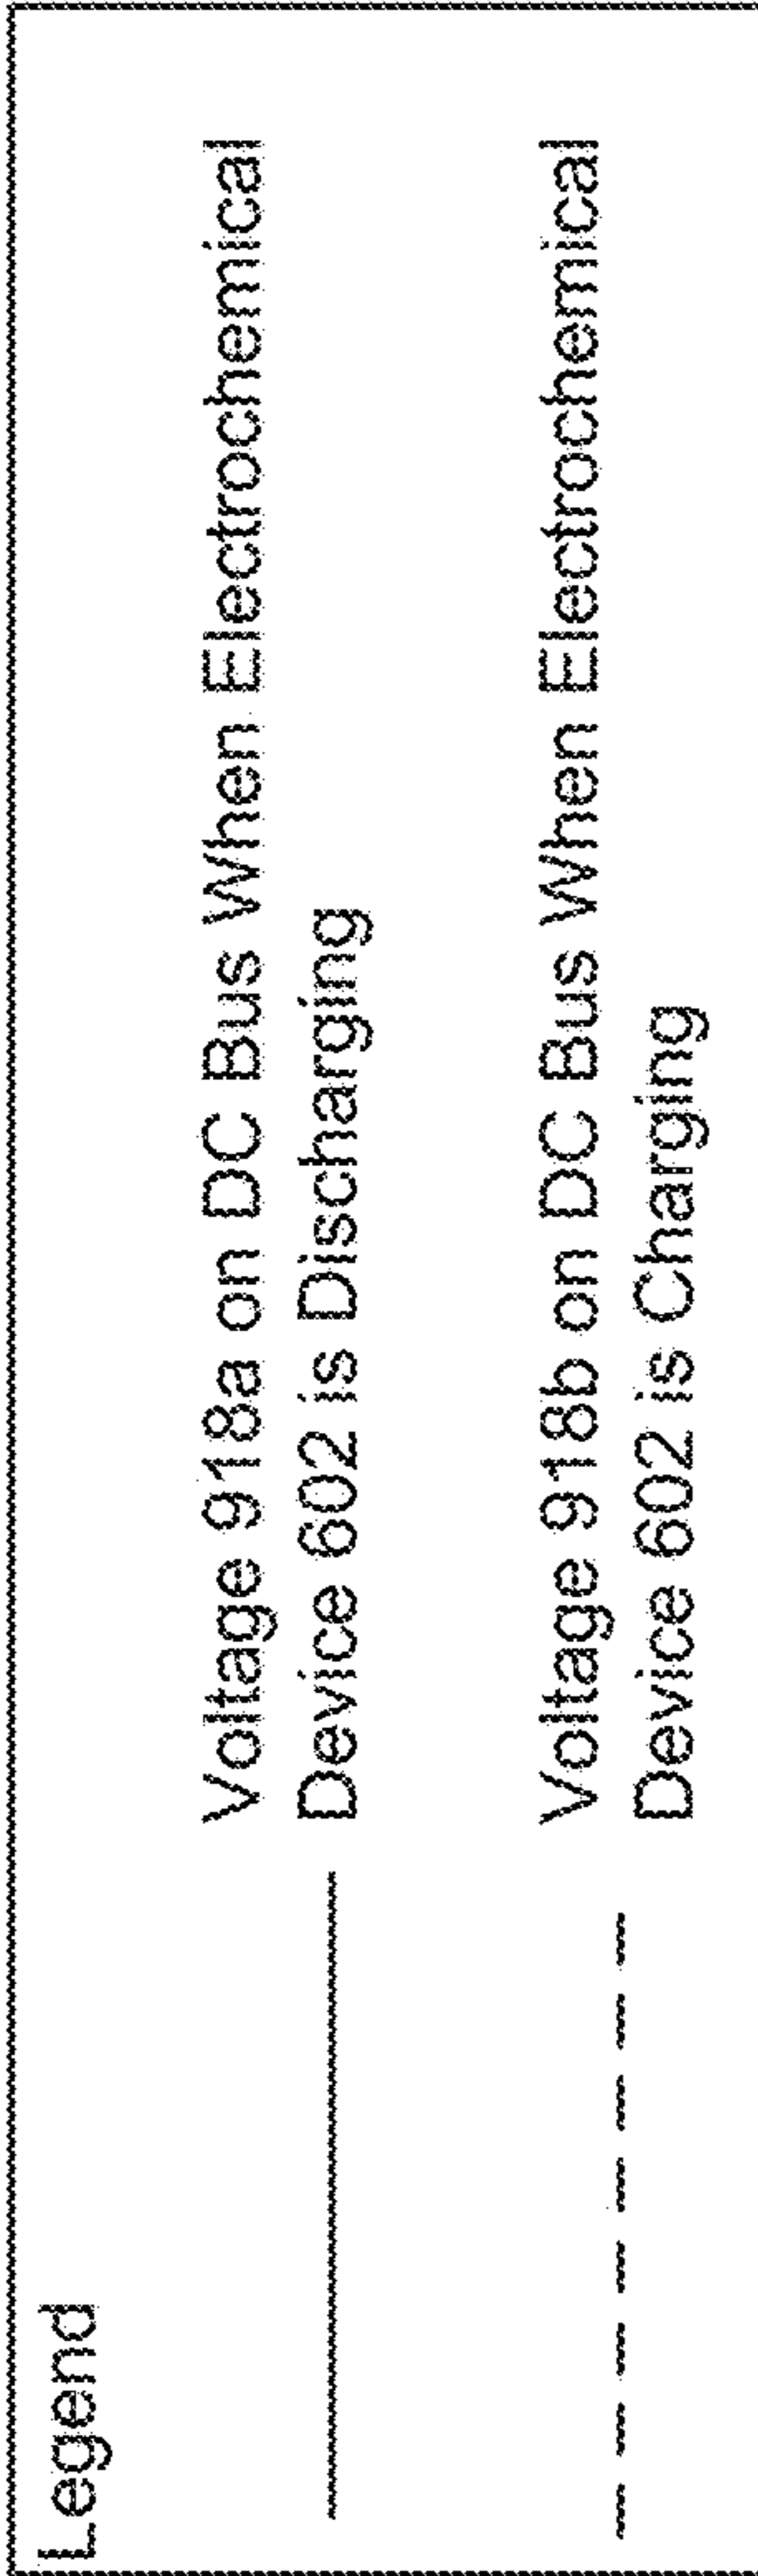 Legend
Voltage 918a on DC Bus When Electrochemical
Device 602 is Discharging
Voltage 918b on DC Bus When Electrochemical
Device 602 is Charging